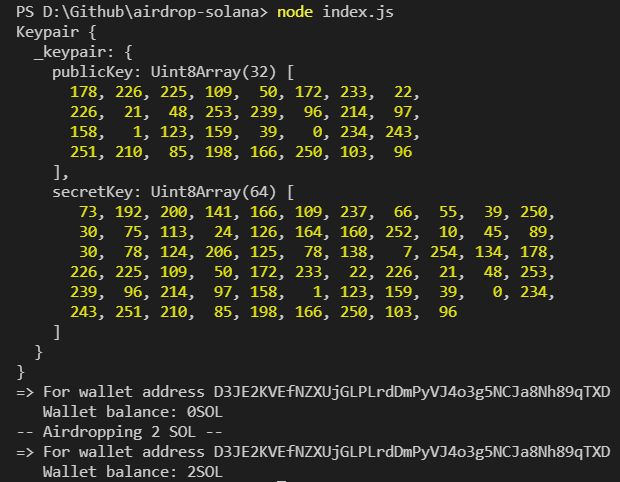 PS D:\Github\airdrop-solana> node index.js
Keypair {
  _keypair: {
    publicKey: Uint8Array(32) [
      178, 226, 225, 109,  50, 172, 233,  22,
      226,  21,  48, 253, 239,  96, 214,  97,
      158,   1, 123, 159,  39,   0, 234, 243,
      251, 210,  85, 198, 166, 250, 103,  96
    ],
    secretKey: Uint8Array(64) [
       73, 192, 200, 141, 166, 109, 237,  66,  55,  39, 250,
       30,  75, 113,  24, 126, 164, 160, 252,  10,  45,  89,
       30,  78, 124, 206, 125,  78, 138,   7, 254, 134, 178,
      226, 225, 109,  50, 172, 233,  22, 226,  21,  48, 253,
      239,  96, 214,  97, 158,   1, 123, 159,  39,   0, 234,
      243, 251, 210,  85, 198, 166, 250, 103,  96
    ]
  }
}
=> For wallet address D3JE2KVEfNZXUjGLPLrdDmPyVJ4o3g5NCJa8Nh89qTXD
   Wallet balance: 0SOL
-- Airdropping 2 SOL --
=> For wallet address D3JE2KVEfNZXUjGLPLrdDmPyVJ4o3g5NCJa8Nh89qTXD
   Wallet balance: 2SOL